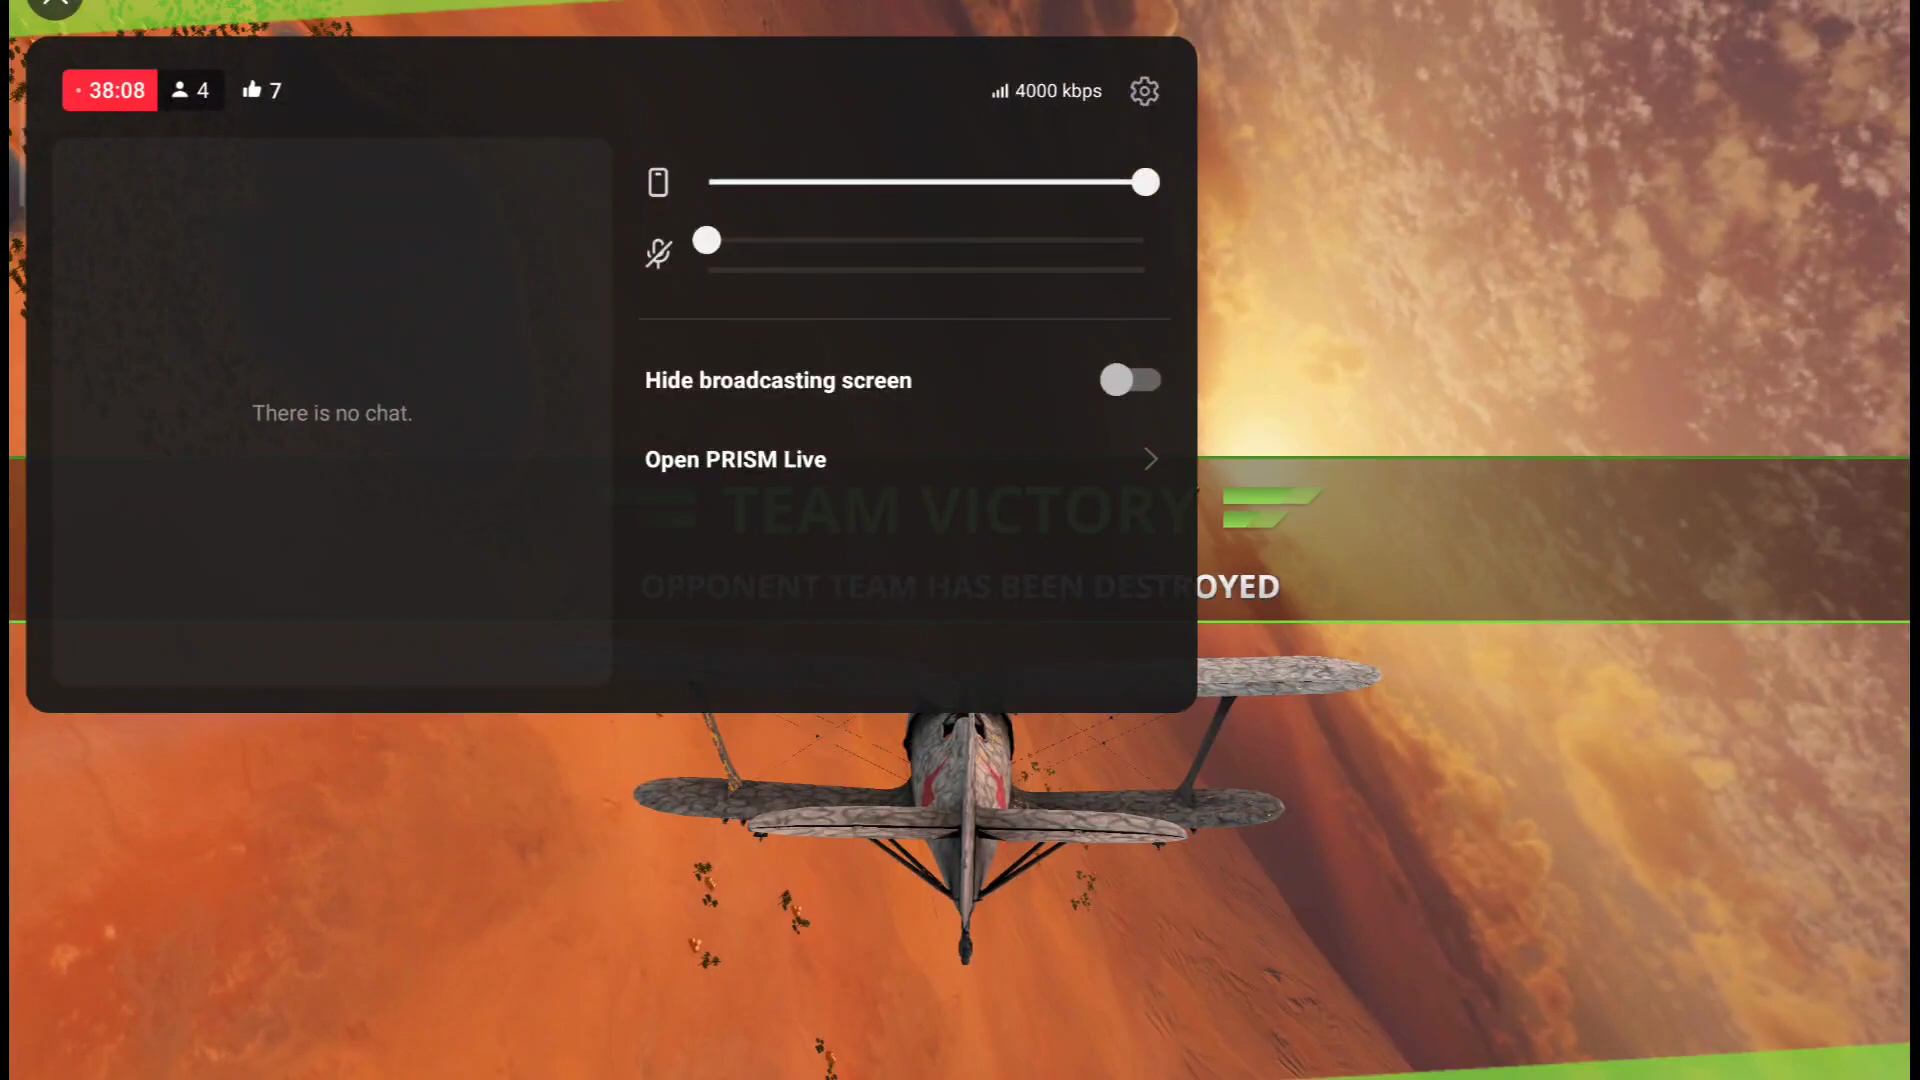 38:08 4 7 4000 kbps
Hide broadcasting screen
There is no chat.
Open PRISM Live
TEAM VICTORY
OPPONENT TEAM HAS BEEN DESTROYED